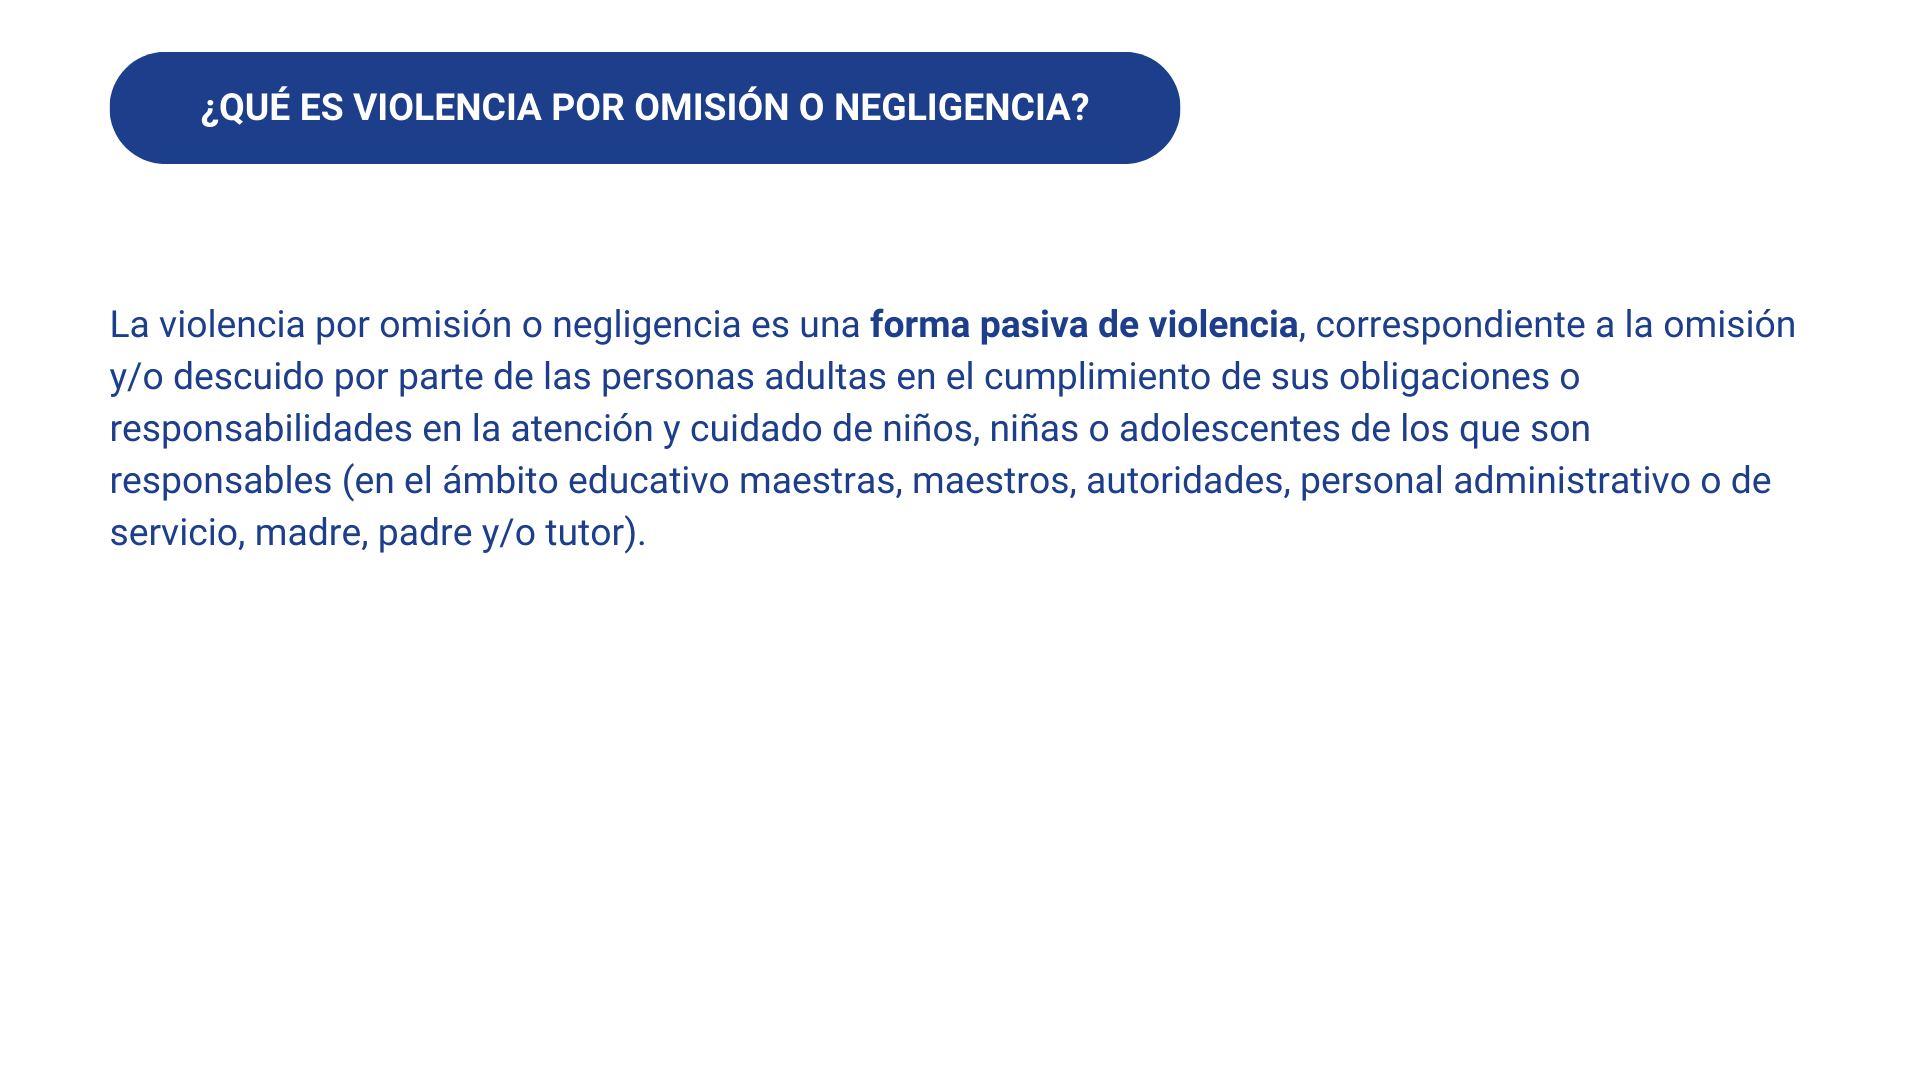 ¿QUÉ ES VIOLENCIA POR OMISIÓN O NEGLIGENCIA?
La violencia por omisión o negligencia es una forma pasiva de violencia, correspondiente a la omisión
y/o descuido por parte de las personas adultas en el cumplimiento de sus obligaciones o
responsabilidades en la atención y cuidado de niños, niñas o adolescentes de los que son
responsables (en el ámbito educativo maestras, maestros, autoridades, personal administrativo o de
servicio, madre, padre y/o tutor).